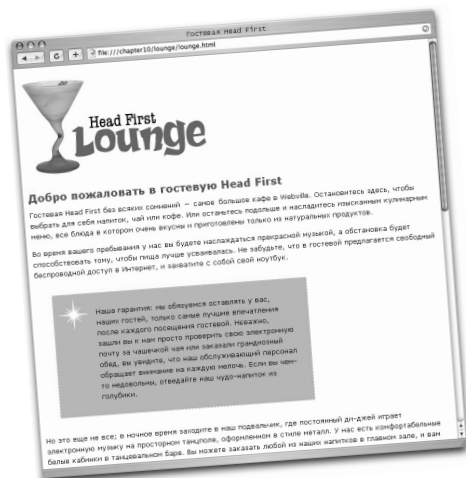 Гостевая Head First
file:///chapter10/lounge/lounge.html
Head First
Lounge
Добро пожаловать в гостевую Head First
Гостевая Head First без всяких сомнений — самое большое кафе в Webville. Остановитесь здесь, чтобы
выбрать для себя напиток, чай или кофе. Или останьтесь подольше и насладитесь изысканным кулинарным
меню, все блюда в котором очень вкусны и приготовлены только из натуральных продуктов.
Во время вашего пребывания у нас вы будете наслаждаться прекрасной музыкой, а обстановка будет
способствовать тому, чтобы пища лучше усваивалась. Не забудьте, что в гостевой предлагается свободный
беспроводной доступ в Интернет, и захватите с собой свой ноутбук.
Наша гарантия: мы обязуемся оставлять у вас,
наших гостей, только самые лучшие впечатления
после каждого посещения гостевой. Неважно,
зашли вы к нам просто проверить свою электронную
почту за чашечкой чая или заказали грандиозный
обед, вы увидите, что наш обслуживающий персонал
обращает внимание на каждую мелочь. Если вы чем-
то недовольны, отведайте наш чудо-напиток из
голубики.
Но это еще не все; в ночное время заходите в наш подвальчик, где постоянный ди-джей играет
электронную музыку на просторном танцполе, оформленном в стиле металл. У нас есть комфортабельные
белые кабинки в танцевальном баре. Вы можете заказать любой из наших напитков в главном зале, и вам